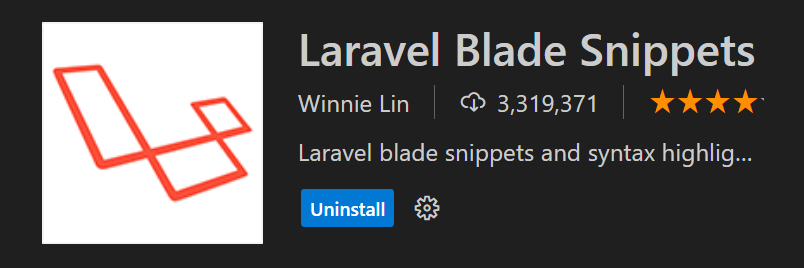 Laravel Blade Snippets
Winnie Lin 3,319,371
Laravel blade snippets and syntax highlig...
Uninstall